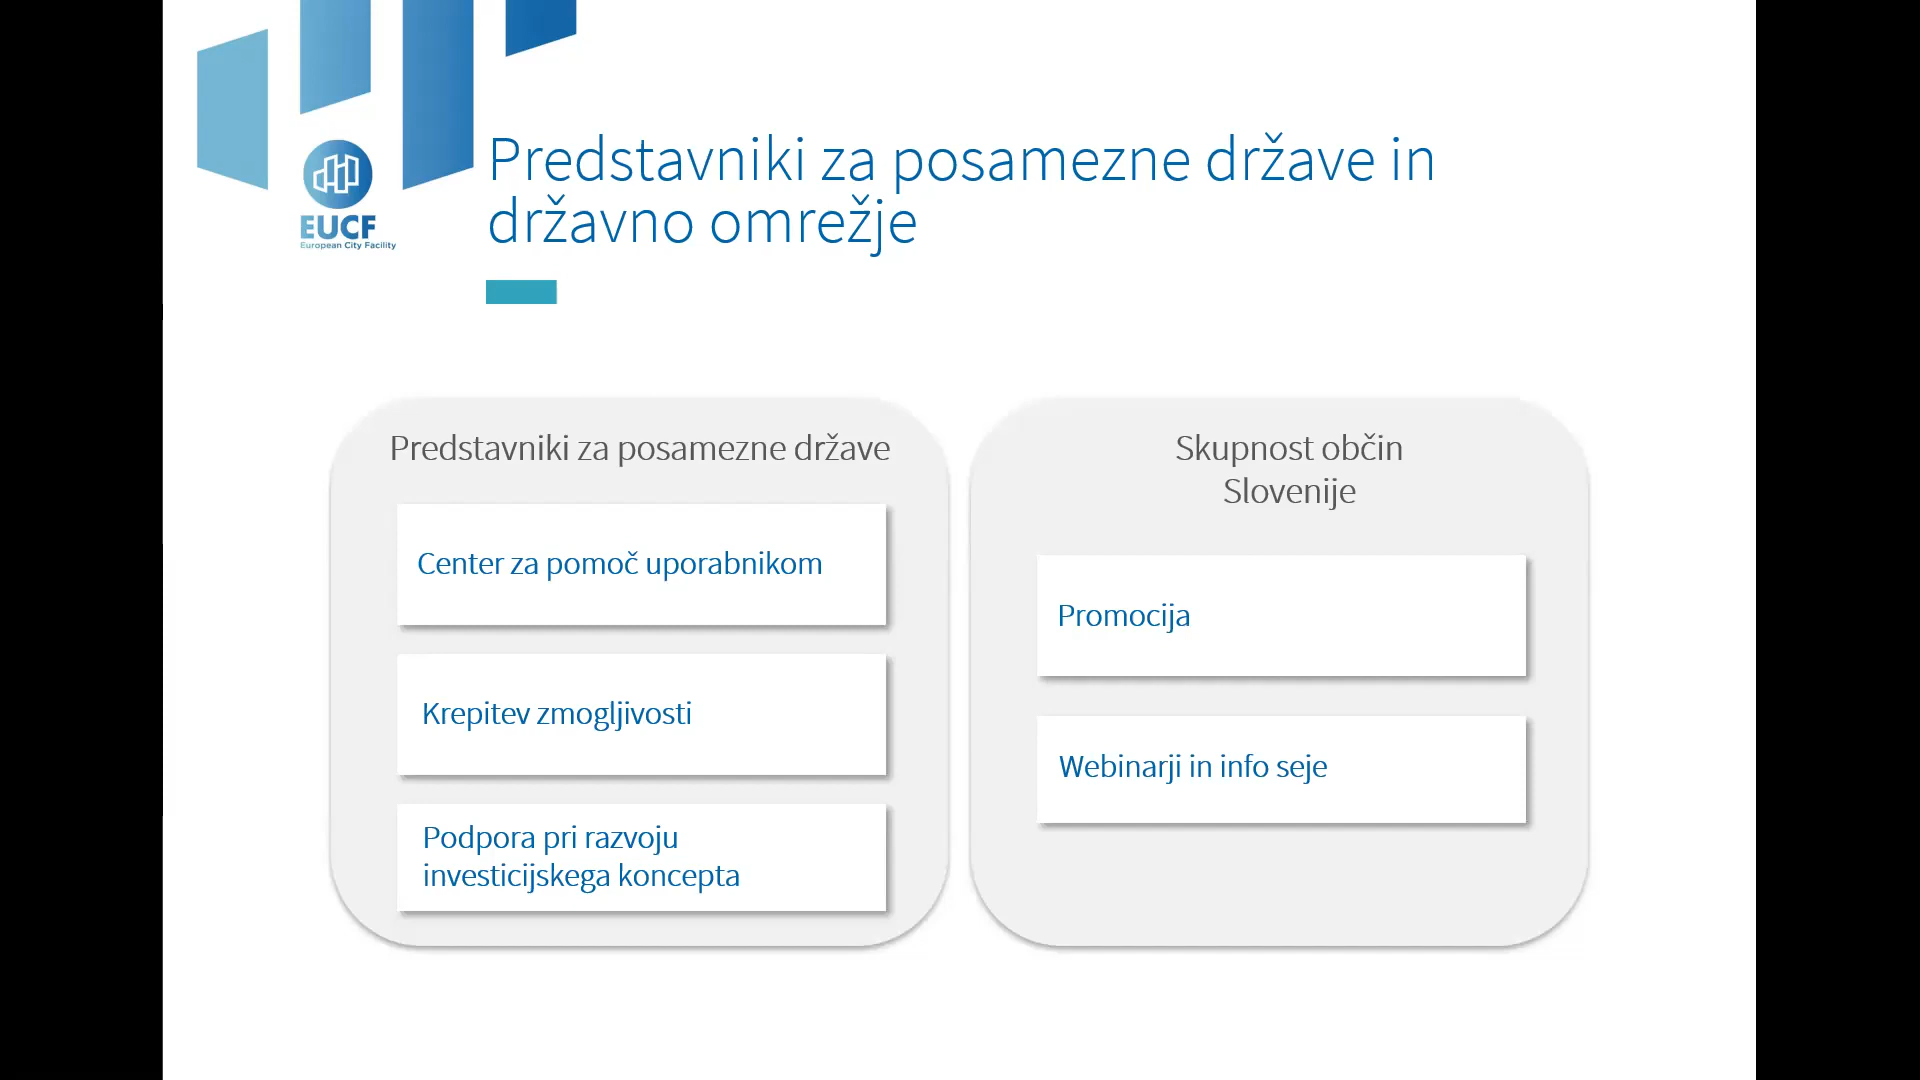 EUCF
European City Facility
Predstavniki za posamezne države in
državno omrežje
Predstavniki za posamezne države
Center za pomoč uporabnikom
Krepitev zmogljivosti
Podpora pri razvoju
investicijskega koncepta
Skupnost občin
Slovenije
Promocija
Webinarji in info seje